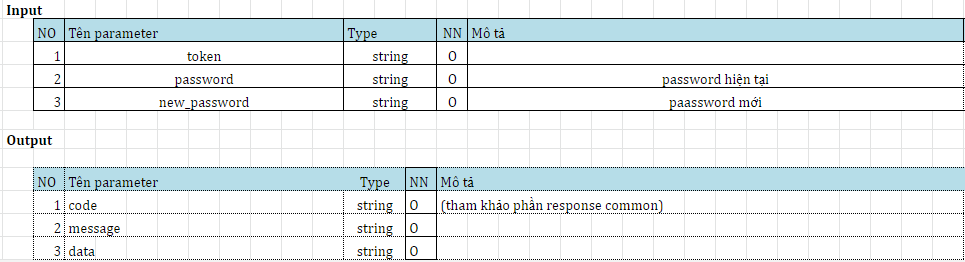 Input
NO Tên parameter Type NN Mô tả
1 token string O
2 password string O password hiện tại
3 new_password string O paassword mới
Output
NO Tên parameter Type NN Mô tả
1 code string O (tham khảo phần response common)
2 message string O
3 data string O